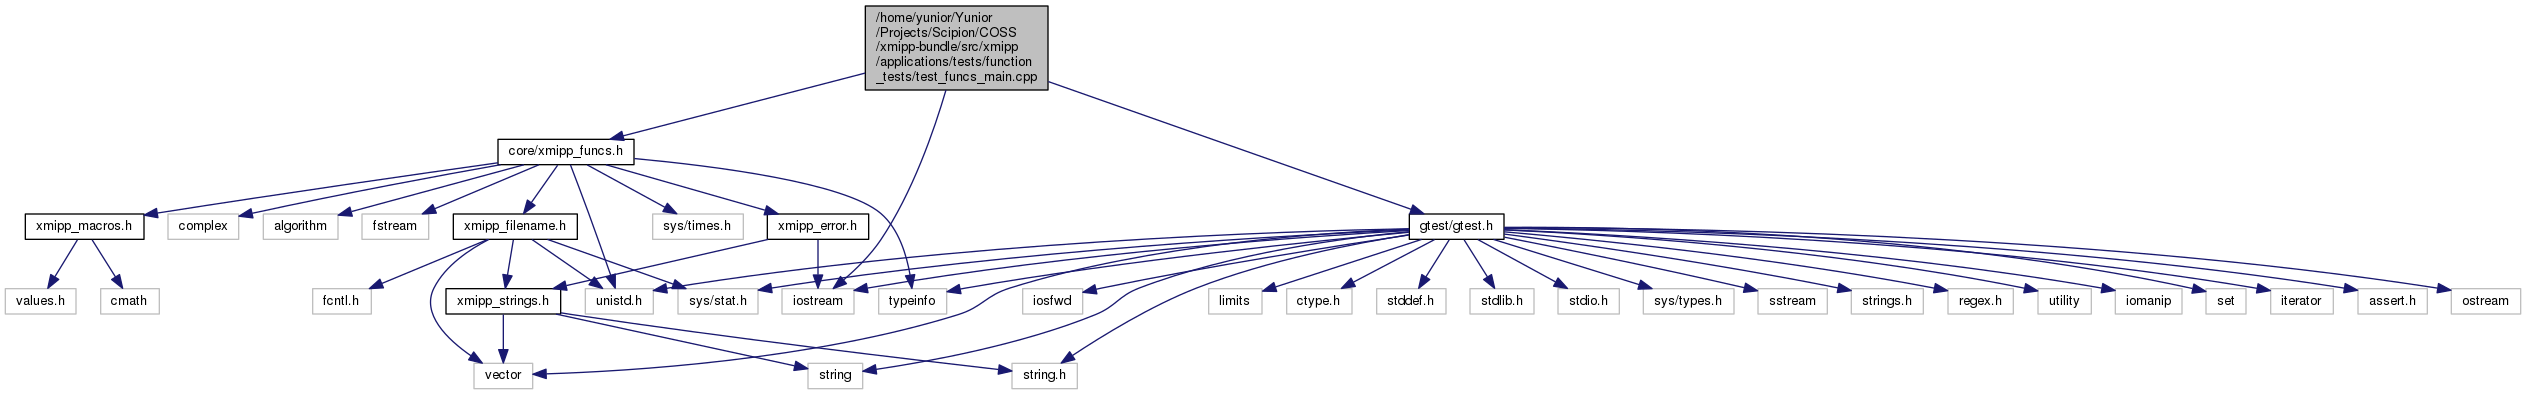 /home/yunior/Yunior
/Projects/Scipion/COSS
/xmipp-bundle/src/xmipp
/applications/tests/function
_tests/test_funcs_main.cpp
core/xmipp_funcs.h
xmipp_macros.h
complex
algorithm
fstream
xmipp_filename.h
sys/times.h
xmipp_error.h
gtest/gtest.h
values.h
cmath
fcntl.h
xmipp_strings.h
unistd.h
sys/stat.h
iostream
typeinfo
iosfwd
limits
ctype.h
stddef.h
stdlib.h
stdio.h
sys/types.h
sstream
strings.h
regex.h
utility
iomanip
set
iterator
assert.h
ostream
vector
string
string.h